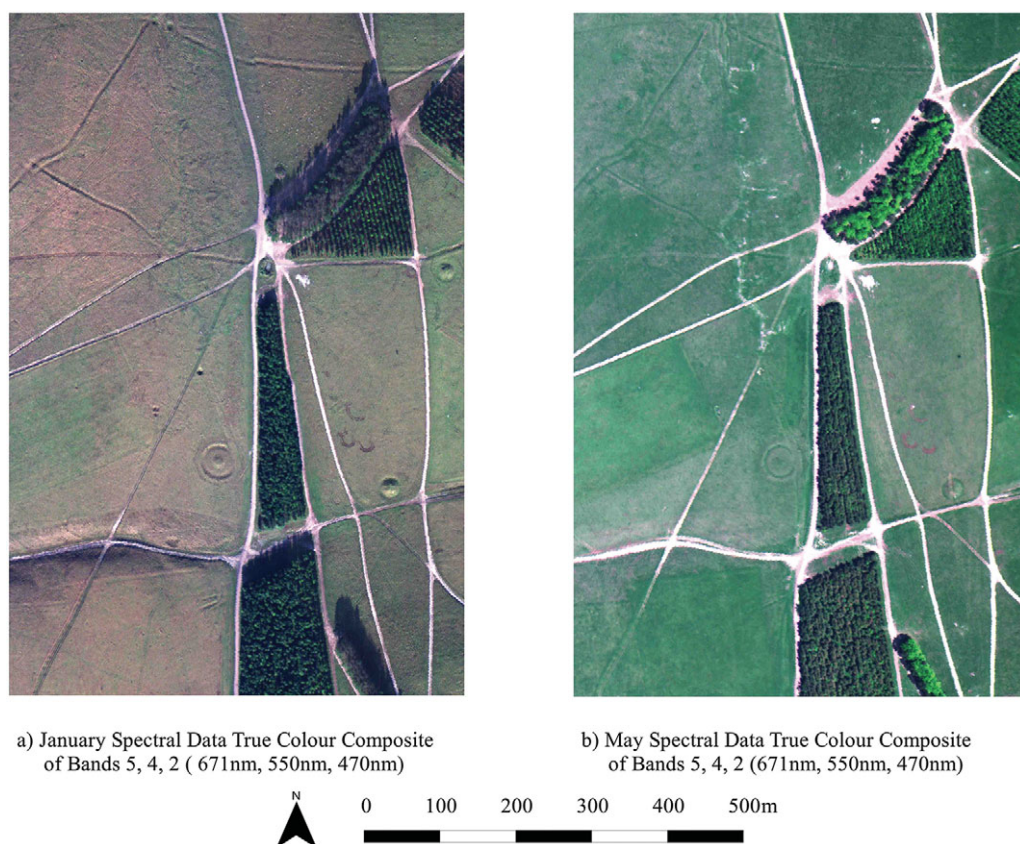 a) January Spectral Data True Colour Composite
of Bands 5, 4, 2 ( 671nm, 550nm, 470nm)
b) May Spectral Data True Colour Composite
of Bands 5, 4, 2 (671nm, 550nm, 470nm)
N
0 100 200 300 400 500m